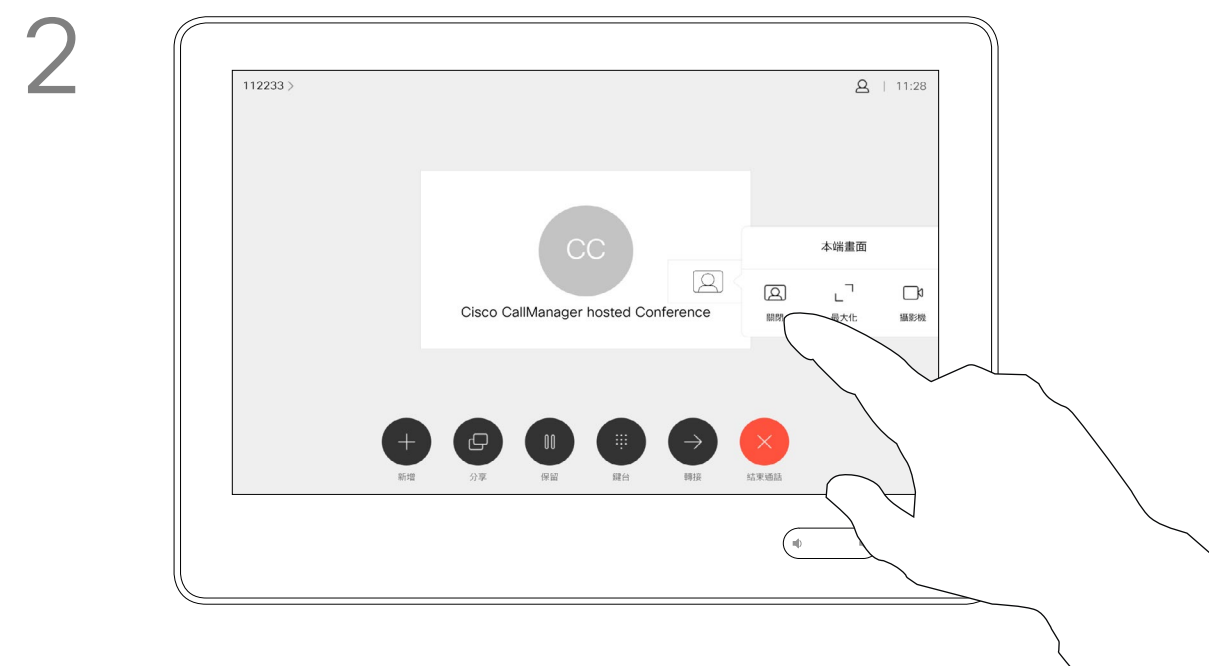 2
112233 >
11:28
CC
Cisco CallManager hosted Conference
本端畫面
關閉
最大化
攝影機
新增
分享
保留
鍵台
轉接
結束通話